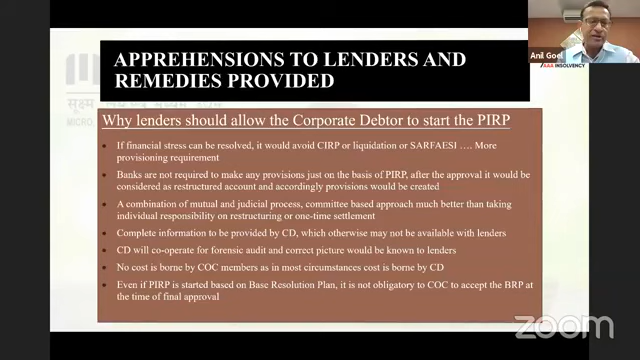 Anil Goel
AAA INSOLVENCY
APPREHENSIONS TO LENDERS AND
REMEDIES PROVIDED
सूक्ष्म
MICRO,
Why lenders should allow the Corporate Debtor to start the PIRP
If financial stress can be resolved, it would avoid CIRP or liquidation or SARFAESI …. More
provisioning requirement
Banks are not required to make any provisions just on the basis of PIRP, after the approval it would be
considered as restructured account and accordingly provisions would be created
A combination of mutual and judicial process, committee based approach much better than taking
individual responsibility on restructuring or one-time settlement
Complete information to be provided by CD, which otherwise may not be available with lenders
CD will co-operate for forensic audit and correct picture would be known to lenders
No cost is borne by COC members as in most circumstances cost is borne by CD
Even if PIRP is started based on Base Resolution Plan, it is not obligatory to COC to accept the BRP at
the time of final approval
zoom